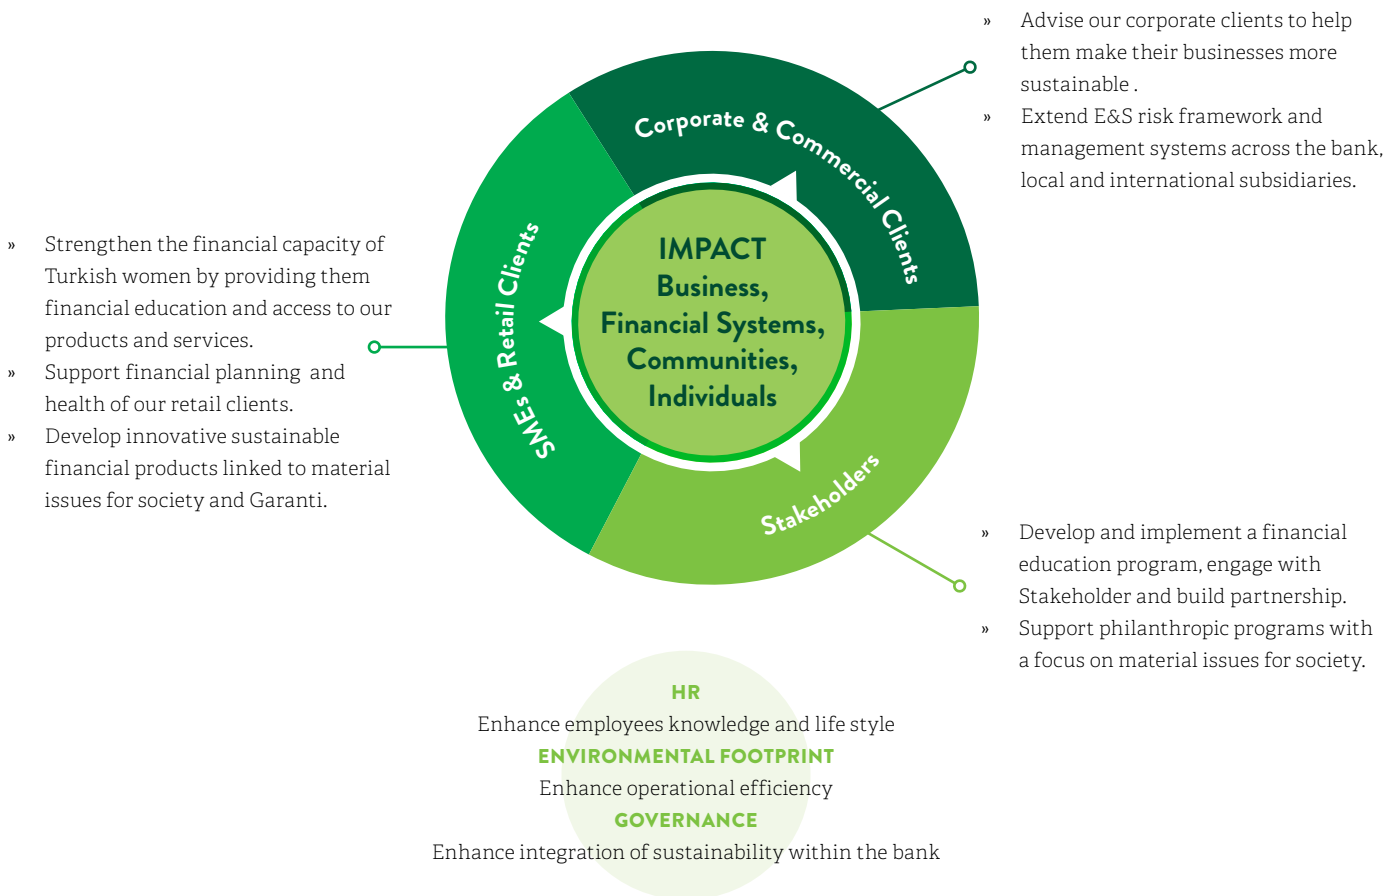 » Advise our corporate clients to help
them make their businesses more
sustainable .
» Extend E&S risk framework and
management systems across the bank,
local and international subsidiaries.
Corporate & Commercial Clients
» Strengthen the financial capacity of
Turkish women by providing them
financial education and access to our
products and services.
» Support financial planning and
health of our retail clients.
» Develop innovative sustainable
financial products linked to material
issues for society and Garanti.
SMEs & Retail Clients
IMPACT
Business,
Financial Systems,
Communities,
Individuals
Stakeholders
» Develop and implement a financial
education program, engage with
Stakeholder and build partnership.
» Support philanthropic programs with
a focus on material issues for society.
HR
Enhance employees knowledge and life style
ENVIRONMENTAL FOOTPRINT
Enhance operational efficiency
GOVERNANCE
Enhance integration of sustainability within the bank